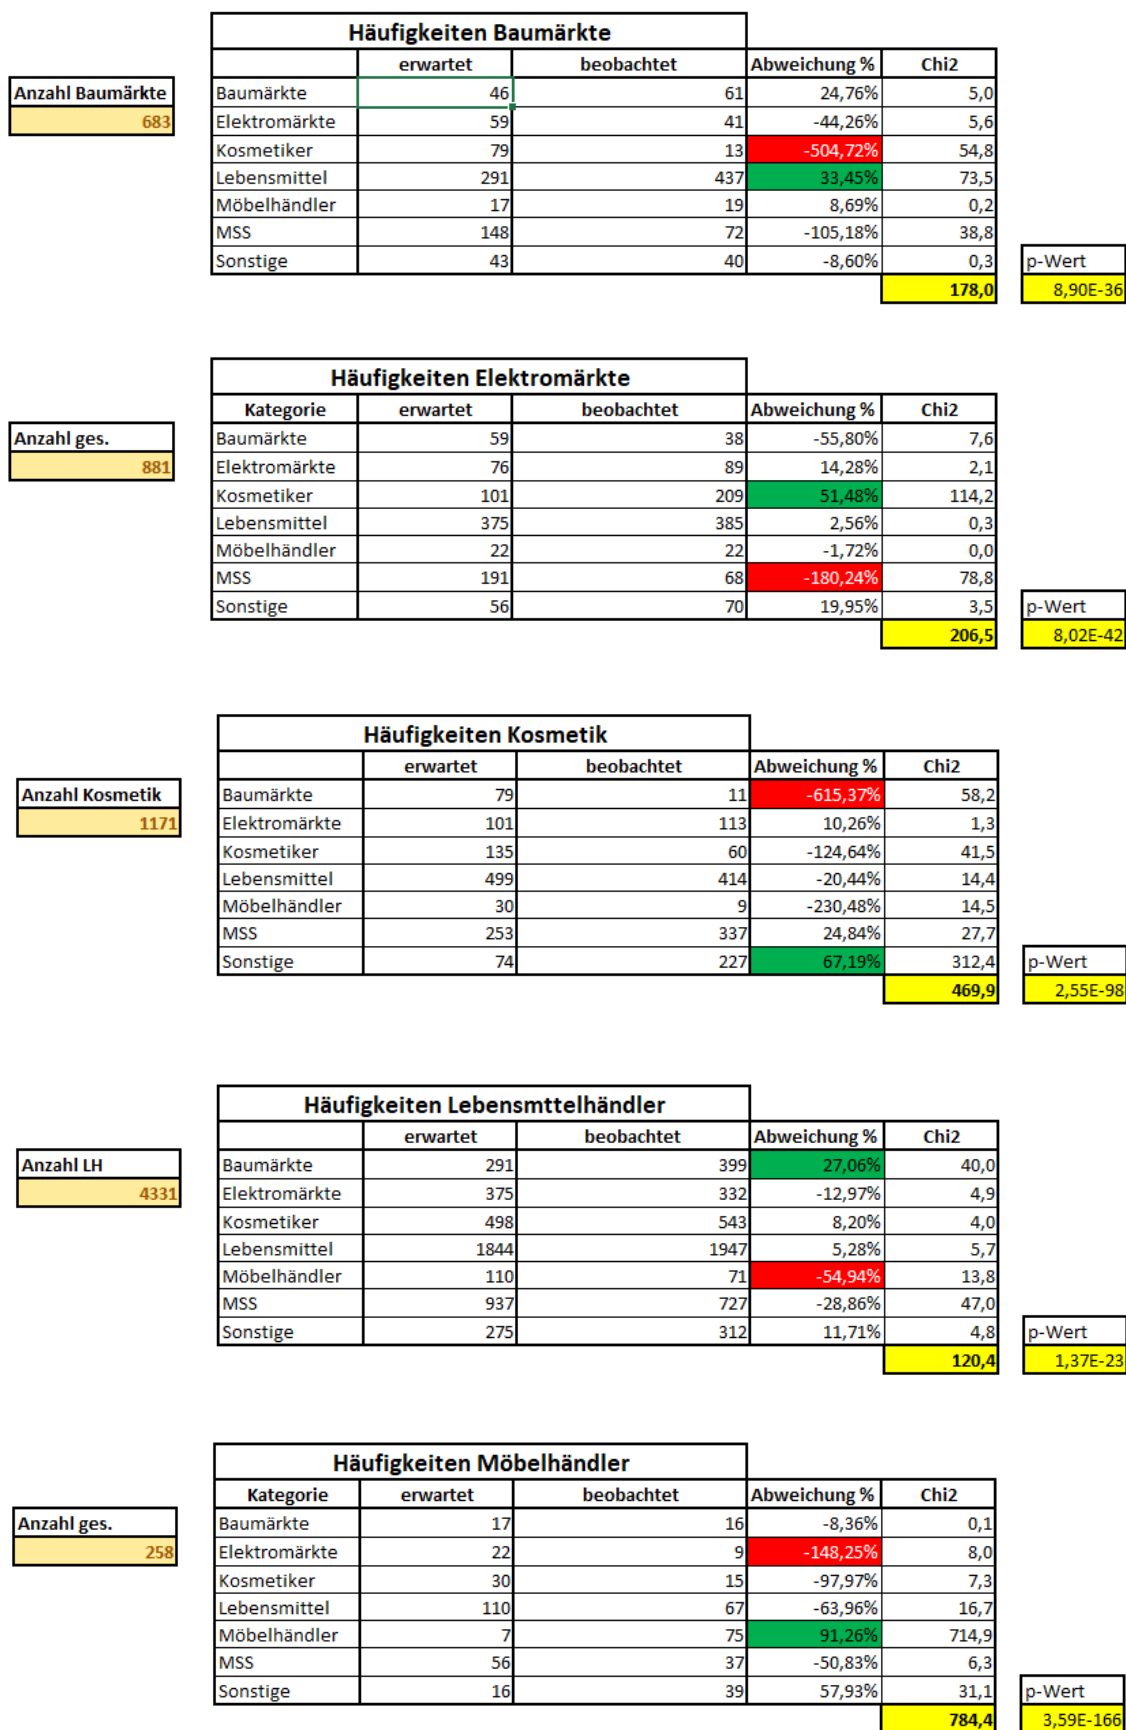 Häufigkeiten Baumärkte
erwartet beobachtet Abweichung % Chi2
Anzahl Baumärkte Baumärkte 46 61 24,76% 5,0
683 Elektromärkte 59 41 -44,26% 5,6
Kosmetiker 79 13 -504,72% 54,8
Lebensmittel 291 437 33,45% 73,5
Möbelhändler 17 19 8,69% 0,2
MSS 148 72 -105,18% 38,8
Sonstige 43 40 -8,60% 0,3 p-Wert
178,0 8,90E-36
Häufigkeiten Elektromärkte
Kategorie erwartet beobachtet Abweichung % Chi2
Anzahl ges. Baumärkte 59 38 -55,80% 7,6
881 Elektromärkte 76 89 14,28% 2,1
Kosmetiker 101 209 51,48% 114,2
Lebensmittel 375 385 2,56% 0,3
Möbelhändler 22 22 -1,72% 0,0
MSS 191 68 -180,24% 78,8
Sonstige 56 70 19,95% 3,5 p-Wert
206,5 8,02E-42
Häufigkeiten Kosmetik
erwartet beobachtet Abweichung % Chi2
Anzahl Kosmetik Baumärkte 79 11 -615,37% 58,2
1171 Elektromärkte 101 113 10,26% 1,3
Kosmetiker 135 60 -124,64% 41,5
Lebensmittel 499 414 -20,44% 14,4
Möbelhändler 30 9 -230,48% 14,5
MSS 253 337 24,84% 27,7
Sonstige 74 227 67,19% 312,4 p-Wert
469,9 2,55E-98
Häufigkeiten Lebensmttelhändler
erwartet beobachtet Abweichung % Chi2
Anzahl LH Baumärkte 291 399 27,06% 40,0
4331 Elektromärkte 375 332 -12,97% 4,9
Kosmetiker 498 543 8,20% 4,0
Lebensmittel 1844 1947 5,28% 5,7
Möbelhändler 110 71 -54,94% 13,8
MSS 937 727 -28,86% 47,0
Sonstige 275 312 11,71% 4,8 p-Wert
120,4 1,37E-23
Häufigkeiten Möbelhändler
Kategorie erwartet beobachtet Abweichung % Chi2
Anzahl ges. Baumärkte 17 16 -8,36% 0,1
258 Elektromärkte 22 9 -148,25% 8,0
Kosmetiker 30 15 -97,97% 7,3
Lebensmittel 110 67 -63,96% 16,7
Möbelhändler 7 75 91,26% 714,9
MSS 56 37 -50,83% 6,3
Sonstige 16 39 57,93% 31,1 p-Wert
784,4 3,59E-166